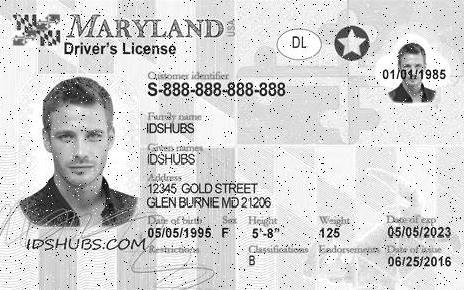 MARYLAND USA
Driver's License
DL
01/01/1985
Customer identifier
S-888-888-888-888
Family name
IDSHUBS
Given names
IDSHUBS
Address
12345 GOLD STREET
GLEN BURNIE MD 21206
Date of birth Sex Height Weight Date of exp
05/05/1995 F 5'-8" 125 05/05/2023
IDSHUBS.COM
Restrictions Classifications Endorsements Date of issue
B 06/25/2016